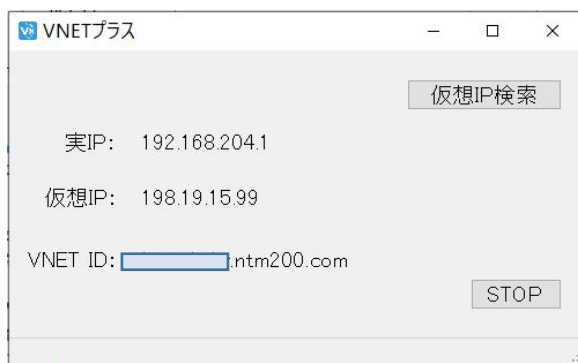 VNETプラス
仮想IP検索
実IP: 192.168.204.1
仮想IP: 198.19.15.99
VNET ID: .ntm200.com
STOP